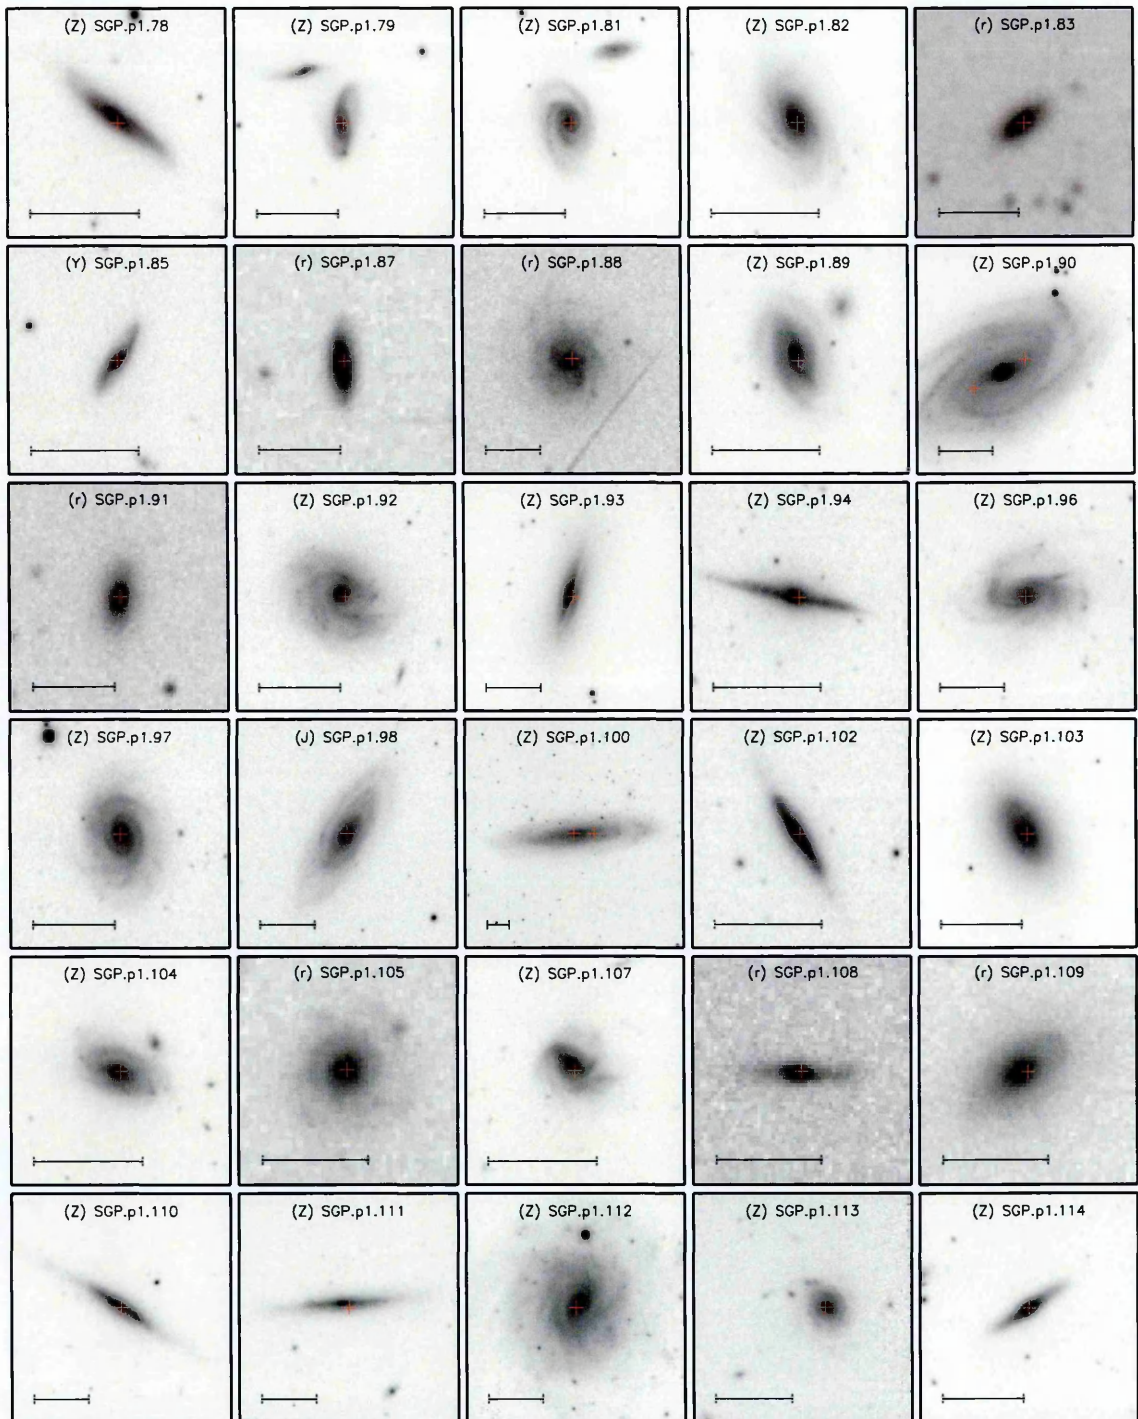 (Z) SGP.p1.78
(Z) SGP.p1.79
(Z) SGP.p1.81
(Z) SGP.p1.82
(r) SGP.p1.83
(Y) SGP.p1.85
(r) SGP.p1.87
(r) SGP.p1.88
(Z) SGP.p1.89
(Z) SGP.p1.90
(r) SGP.p1.91
(Z) SGP.p1.92
(Z) SGP.p1.93
(Z) SGP.p1.94
(Z) SGP.p1.96
(Z) SGP.p1.97
(J) SGP.p1.98
(Z) SGP.p1.100
(Z) SGP.p1.102
(Z) SGP.p1.103
(Z) SGP.p1.104
(r) SGP.p1.105
(Z) SGP.p1.107
(r) SGP.p1.108
(r) SGP.p1.109
(Z) SGP.p1.110
(Z) SGP.p1.111
(Z) SGP.p1.112
(Z) SGP.p1.113
(Z) SGP.p1.114